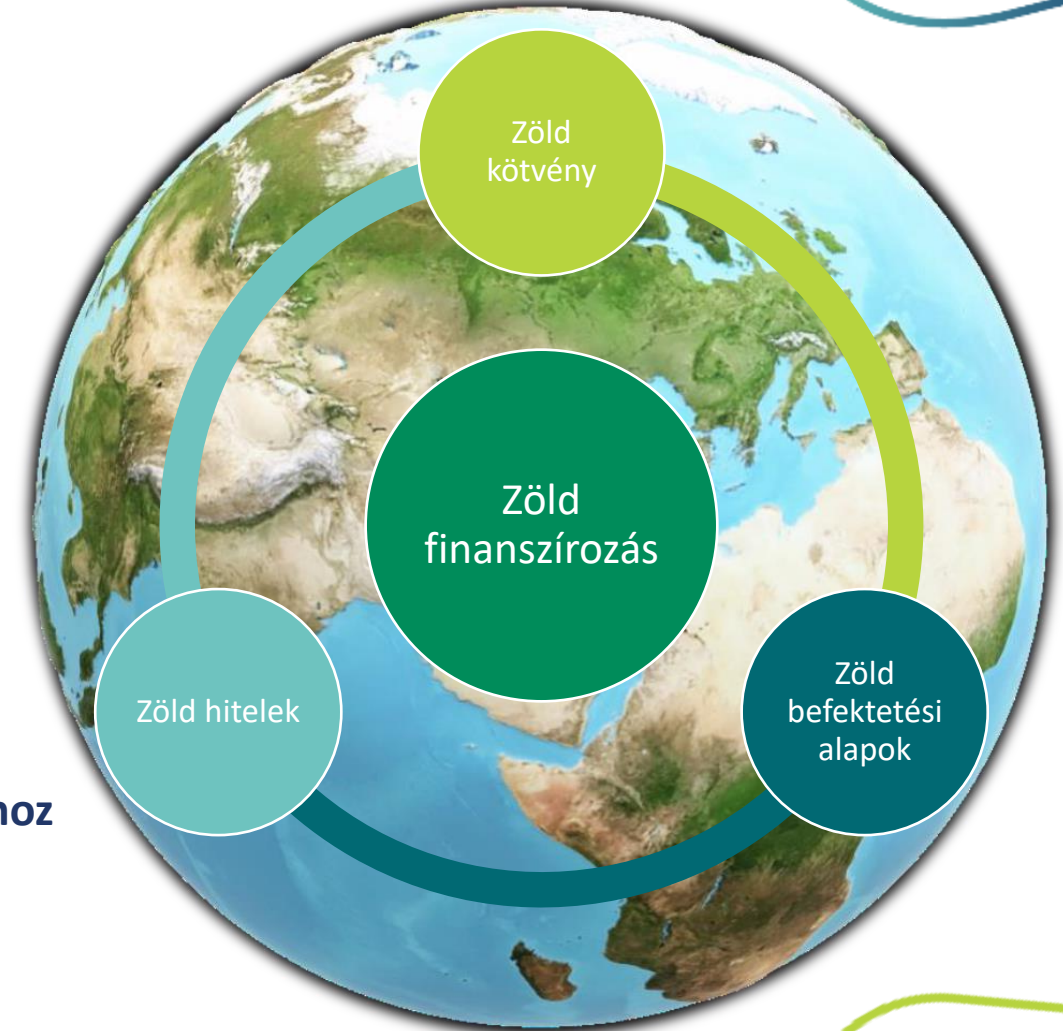 Zöld
kötvény
Zöld
finanszírozás
Zöld hitelek
Zöld
befektetési
alapok